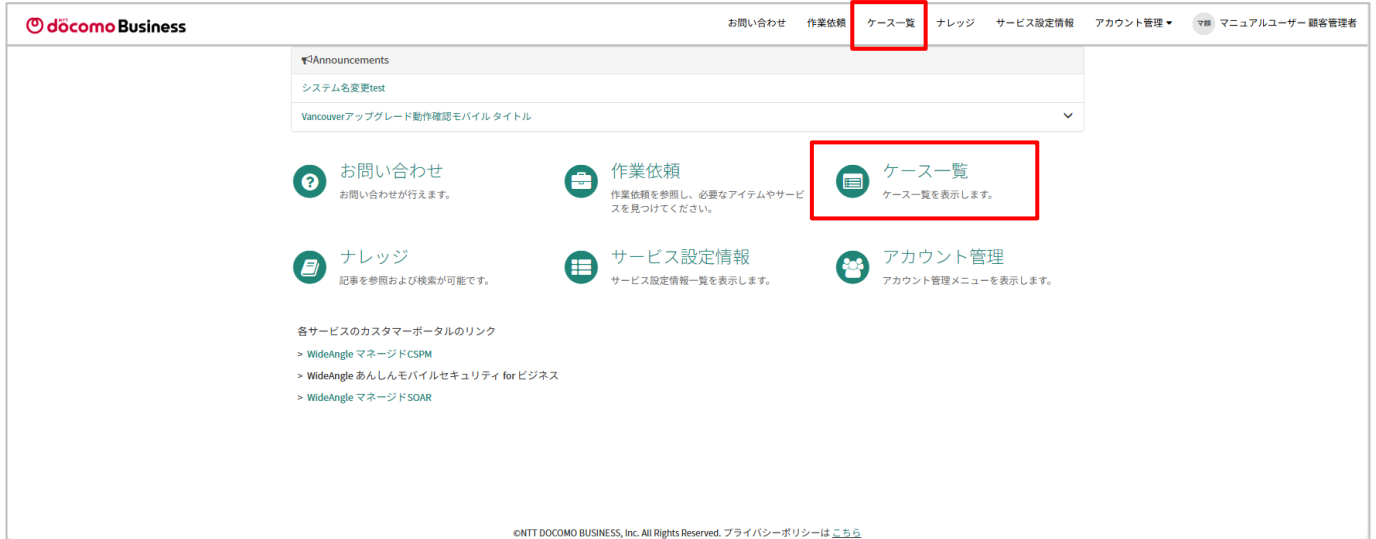 NTT
döcomo Business
お問い合わせ 作業依頼 ケース一覧 ナレッジ サービス設定情報 アカウント管理 マ顧 マニュアルユーザー 顧客管理者
Announcements
システム名変更test
Vancouverアップグレード動作確認モバイル タイトル
お問い合わせ
お問い合わせが行えます。
作業依頼
作業依頼を参照し、必要なアイテムやサービ
スを見つけてください。
ケース一覧
ケース一覧を表示します。
ナレッジ
記事を参照および検索が可能です。
サービス設定情報
サービス設定情報一覧を表示します。
アカウント管理
アカウント管理メニューを表示します。
各サービスのカスタマーポータルのリンク
> WideAngle マネージドCSPM
> WideAngle あんしんモバイルセキュリティ for ビジネス
> WideAngle マネージドSOAR
©NTT DOCOMO BUSINESS, Inc. All Rights Reserved. プライバシーポリシーは こちら